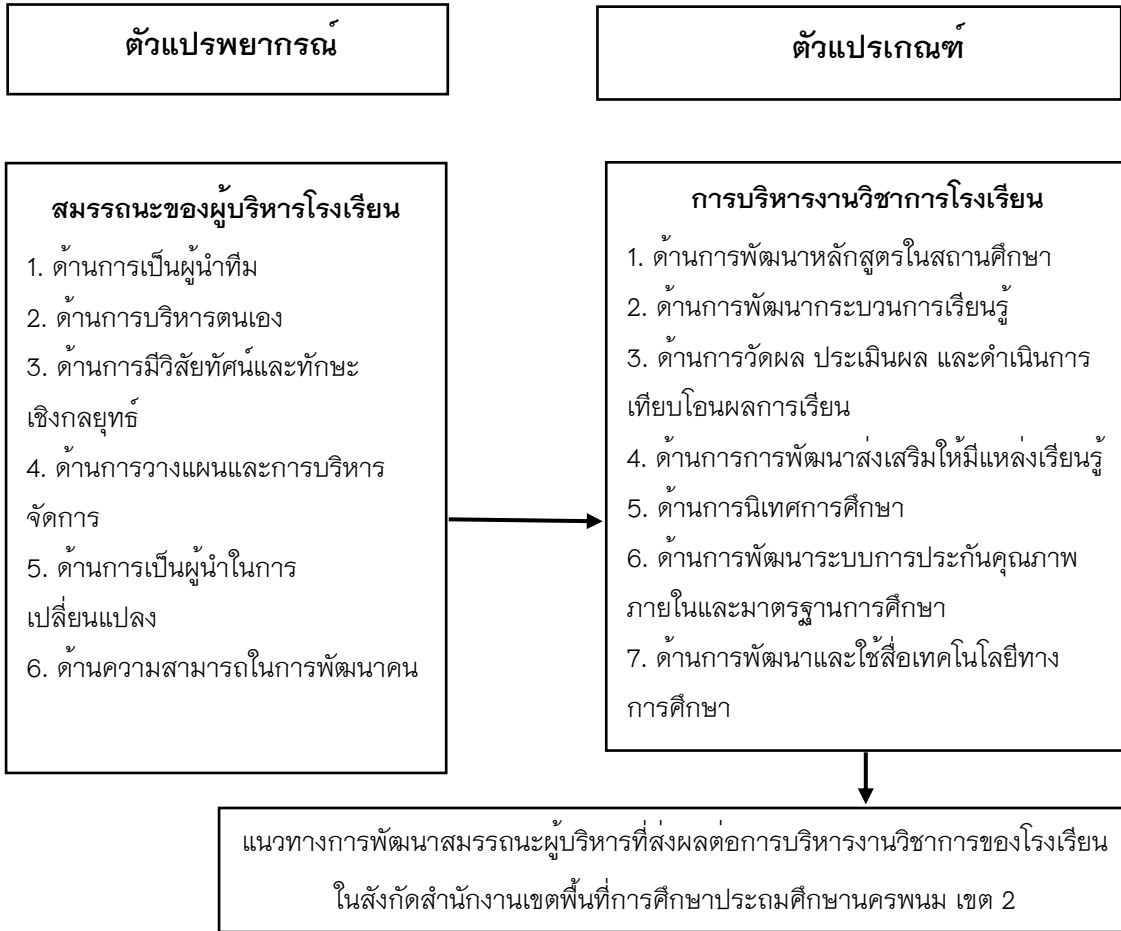 ตัวแปรพยากรณ์
ตัวแปรเกณฑ์
สมรรถนะของผู้บริหารโรงเรียน
1. ด้านการเป็นผู้นำทีม
2. ด้านการบริหารตนเอง
3. ด้านการมีวิสัยทัศน์และทักษะ
เชิงกลยุทธ์
4. ด้านการวางแผนและการบริหาร
จัดการ
5. ด้านการเป็นผู้นำในการ
เปลี่ยนแปลง
6. ด้านความสามารถในการพัฒนาคน
การบริหารงานวิชาการโรงเรียน
1. ด้านการพัฒนาหลักสูตรในสถานศึกษา
2. ด้านการพัฒนากระบวนการเรียนรู้
3. ด้านการวัดผล ประเมินผล และดำเนินการ
เทียบโอนผลการเรียน
4. ด้านการการพัฒนาส่งเสริมให้มีแหล่งเรียนรู้
5. ด้านการนิเทศการศึกษา
6. ด้านการพัฒนาระบบการประกันคุณภาพ
ภายในและมาตรฐานการศึกษา
7. ด้านการพัฒนาและใช้สื่อเทคโนโลยีทาง
การศึกษา
แนวทางการพัฒนาสมรรถนะผู้บริหารที่ส่งผลต่อการบริหารงานวิชาการของโรงเรียน
ในสังกัดสำนักงานเขตพื้นที่การศึกษาประถมศึกษานครพนม เขต 2